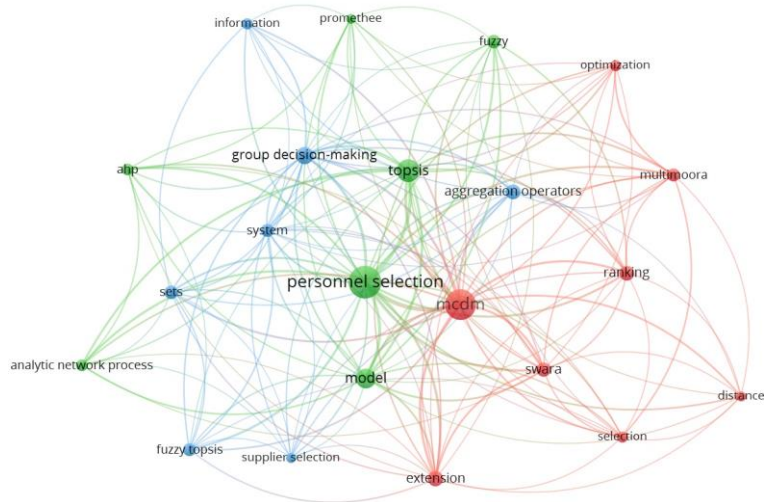 promethee
information
fuzzy
optimization
group decision-making
topsis
ahp
multimoora
aggregation operators
system
personnel selection
ranking
sets
mcdm
analytic network process
model
swara
distance
selection
fuzzy topsis
supplier selection
extension